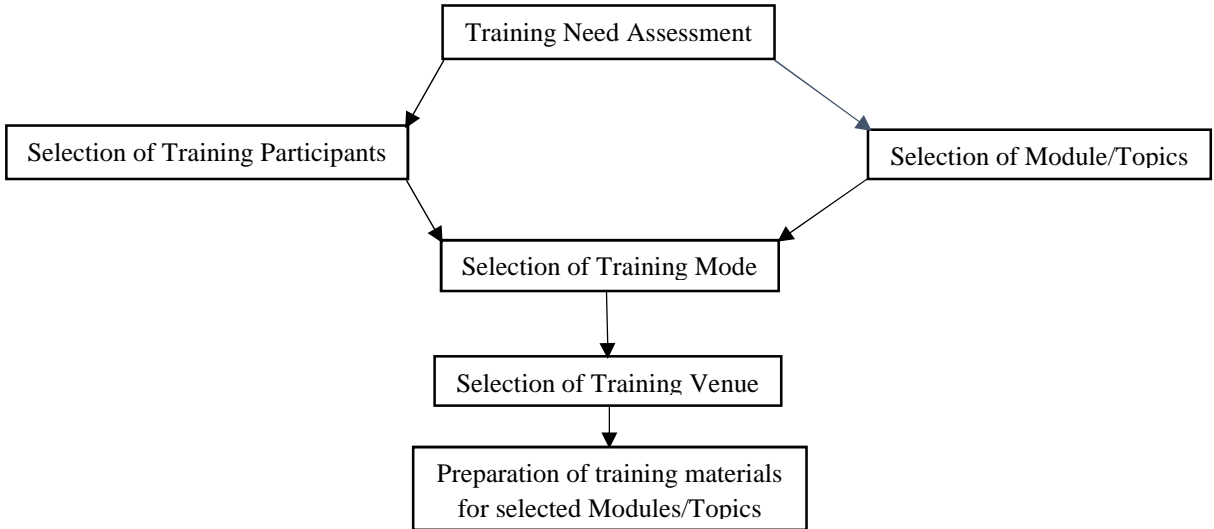 Training Need Assessment
Selection of Training Participants
Selection of Module/Topics
Selection of Training Mode
Selection of Training Venue
Preparation of training materials
for selected Modules/Topics